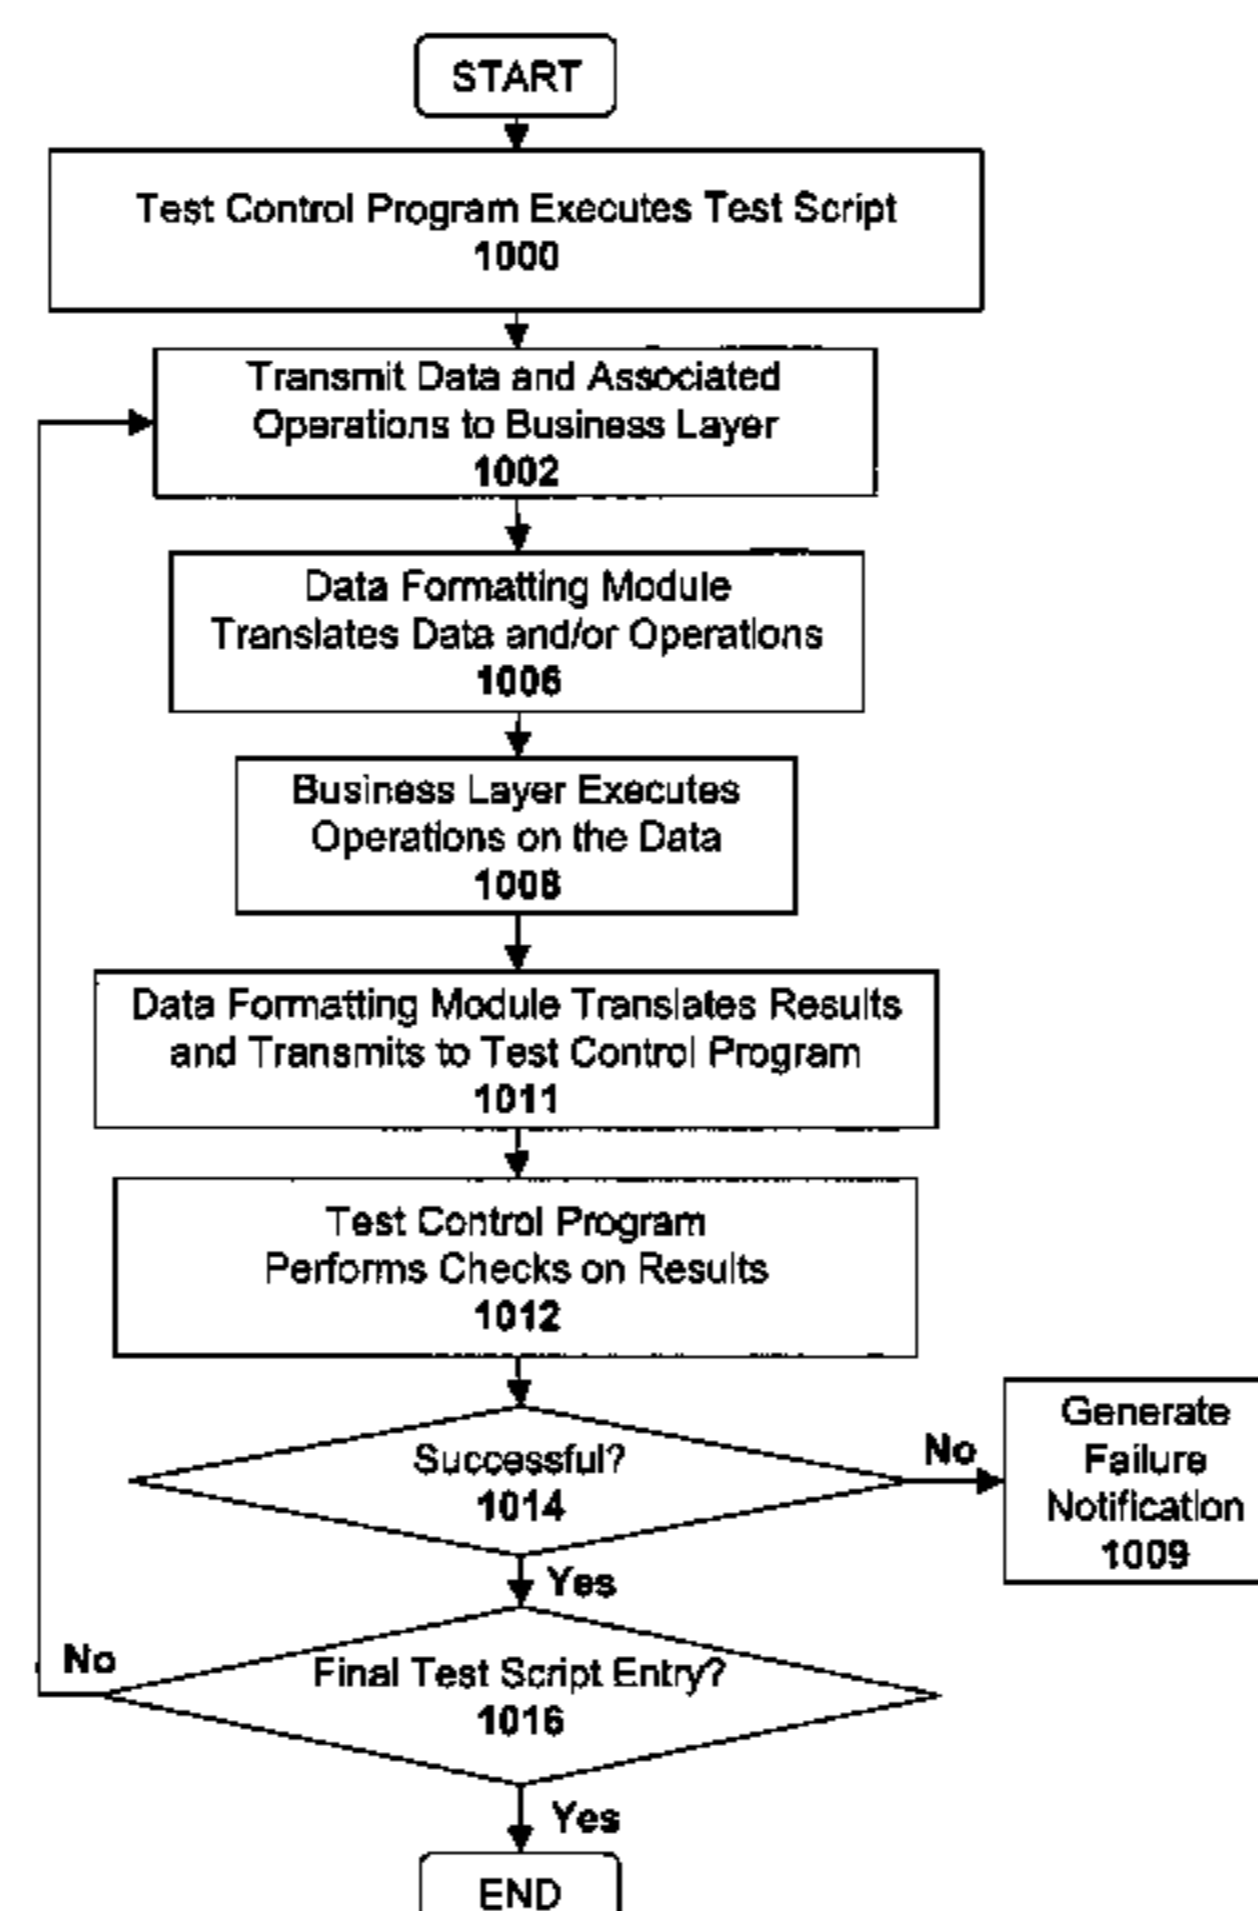 START
Test Control Program Executes Test Script
1000
Transmit Data and Associated
Operations to Business Layer
1002
Data Formatting Module
Translates Data and/or Operations
1006
Business Layer Executes
Operations on the Data
1008
Data Formatting Module Translates Results
and Transmits to Test Control Program
1011
Test Control Program
Performs Checks on Results
1012
Successful?
1014
No
Generate
Failure
Notification
1009
Yes
No
Final Test Script Entry?
1016
Yes
END